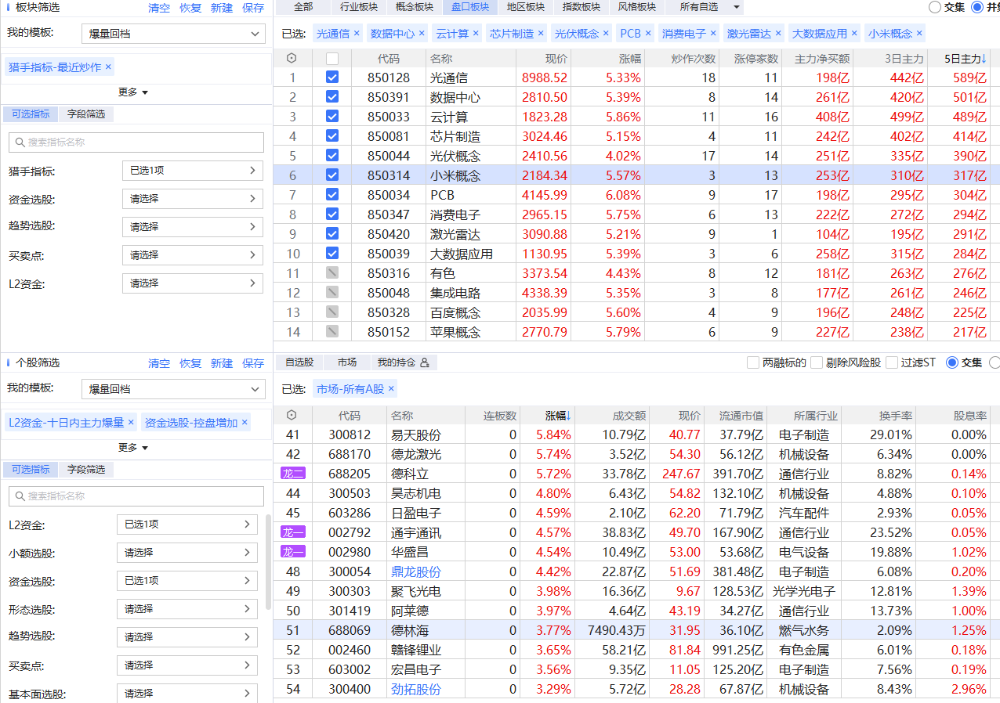 板块筛选 清空 恢复 新建 保存
我的模板: 爆量回档
猎手指标-最近炒作 ×
更多
可选指标 字段筛选
搜索指标名称
猎手指标: 已选1项
资金选股: 请选择
趋势选股: 请选择
买卖点: 请选择
L2资金: 请选择
全部 行业板块 概念板块 盘口板块 地区板块 指数板块 风格板块 所有自选 交集
已选: 光通信 × 数据中心 × 云计算 × 芯片制造 × 光伏概念 × PCB × 消费电子 × 激光雷达 × 大数据应用 × 小米概念 ×
代码 名称 现价 涨幅 炒作次数 涨停家数 主力净买额 3日主力 5日主力↓
1 850128 光通信 8988.52 5.33% 18 11 198亿 442亿 589亿
2 850391 数据中心 2810.50 5.39% 8 14 261亿 420亿 501亿
3 850033 云计算 1823.28 5.86% 11 16 408亿 499亿 489亿
4 850081 芯片制造 3024.46 5.15% 4 11 242亿 402亿 414亿
5 850044 光伏概念 2410.56 4.02% 17 14 251亿 335亿 390亿
6 850314 小米概念 2184.34 5.57% 3 13 253亿 310亿 317亿
7 850034 PCB 4145.99 6.08% 9 17 198亿 295亿 304亿
8 850347 消费电子 2965.15 5.75% 6 13 222亿 272亿 294亿
9 850420 激光雷达 3090.88 5.21% 9 1 104亿 195亿 291亿
10 850039 大数据应用 1130.95 5.39% 3 6 258亿 315亿 284亿
11 850316 有色 3373.54 4.43% 8 12 181亿 263亿 276亿
12 850048 集成电路 4338.39 5.35% 3 8 177亿 261亿 246亿
13 850328 百度概念 2035.99 5.60% 4 9 196亿 248亿 225亿
14 850152 苹果概念 2770.79 5.79% 6 9 227亿 238亿 217亿
个股筛选 清空 恢复 新建 保存
我的模板: 爆量回档
L2资金-十日内主力爆量 × 资金选股-控盘增加 ×
更多
可选指标 字段筛选
搜索指标名称
L2资金: 已选1项
小额选股: 请选择
资金选股: 已选1项
形态选股: 请选择
趋势选股: 请选择
买卖点: 请选择
基本面选股: 请选择
自选股 市场 我的持仓 两融标的 剔除风险股 过滤ST 交集
已选: 市场-所有A股 ×
代码 名称 连板数 涨幅↓ 成交额 现价 流通市值 所属行业 换手率 股息率
41 300812 易天股份 0 5.84% 10.79亿 40.77 37.79亿 电子制造 29.01% 0.00%
42 688170 德龙激光 0 5.74% 3.52亿 54.30 56.12亿 机械设备 6.34% 0.00%
龙二 688205 德科立 0 5.72% 33.78亿 247.67 391.70亿 通信行业 8.82% 0.14%
44 300503 昊志机电 0 4.80% 6.43亿 54.82 132.10亿 机械设备 4.88% 0.10%
45 603286 日盈电子 0 4.59% 2.10亿 62.20 71.79亿 汽车配件 2.93% 0.05%
龙一 002792 通宇通讯 0 4.57% 38.83亿 49.70 167.90亿 通信行业 23.52% 0.05%
龙一 002980 华盛昌 0 4.54% 10.49亿 53.00 53.68亿 电气设备 19.88% 1.02%
48 300054 鼎龙股份 0 4.42% 22.87亿 51.69 381.48亿 电子制造 6.08% 0.20%
49 300303 聚飞光电 0 3.98% 16.36亿 9.67 128.53亿 光学光电子 12.81% 1.39%
50 301419 阿莱德 0 3.97% 4.64亿 43.19 34.27亿 通信行业 13.73% 1.00%
51 688069 德林海 0 3.77% 7490.43万 31.95 36.10亿 燃气水务 2.09% 1.25%
52 002460 赣锋锂业 0 3.65% 58.21亿 81.84 991.25亿 有色金属 6.01% 0.18%
53 603002 宏昌电子 0 3.56% 9.35亿 11.05 125.20亿 电子制造 7.56% 0.19%
54 300400 劲拓股份 0 3.29% 5.72亿 28.28 67.87亿 机械设备 8.43% 2.96%